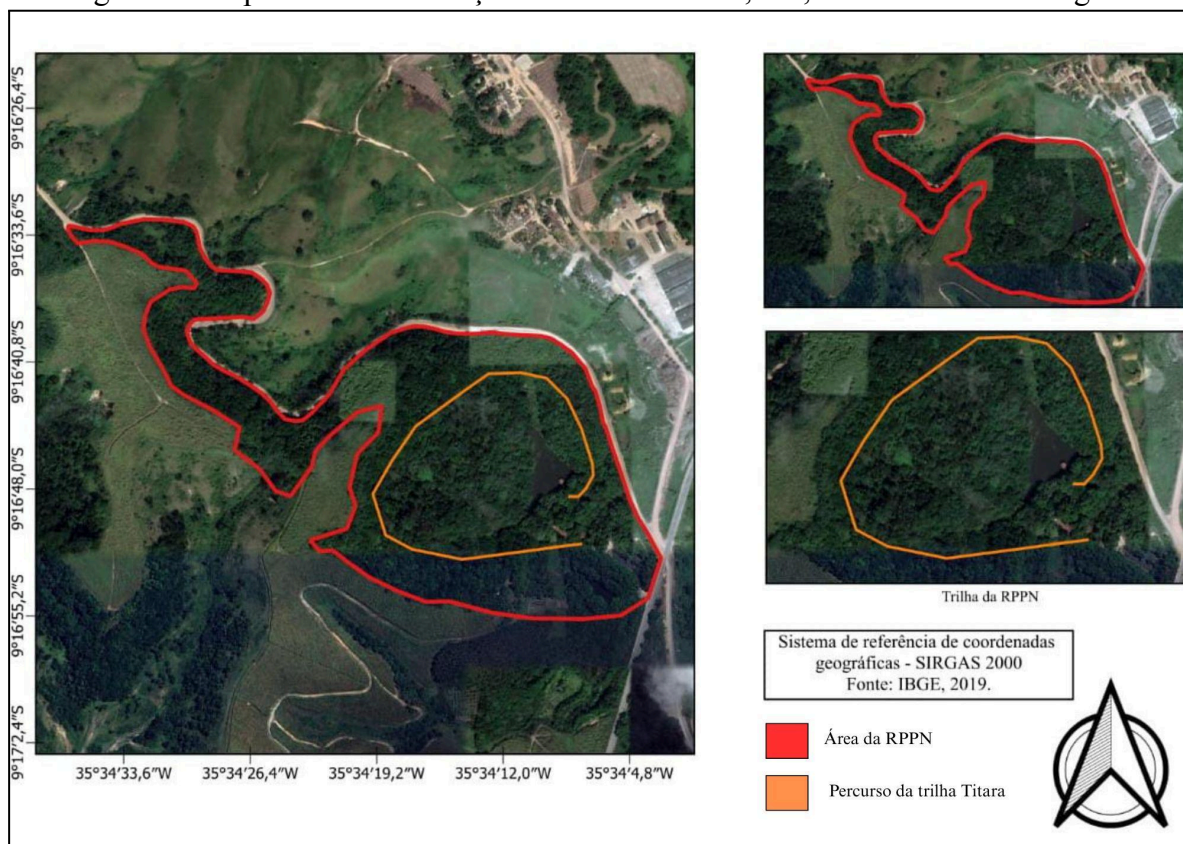 9°16'26,4"S
9°16'33,6"S
9°16'40,8"S
9°16'48,0"S
9°16'55,2"S
9°17'2,4"S
35°34'33,6"W 35°34'26,4"W 35°34'19,2"W 35°34'12,0"W 35°34'4,8"W
Trilha da RPPN
Sistema de referência de coordenadas
geográficas - SIRGAS 2000
Fonte: IBGE, 2019.
Área da RPPN
Percurso da trilha Titara